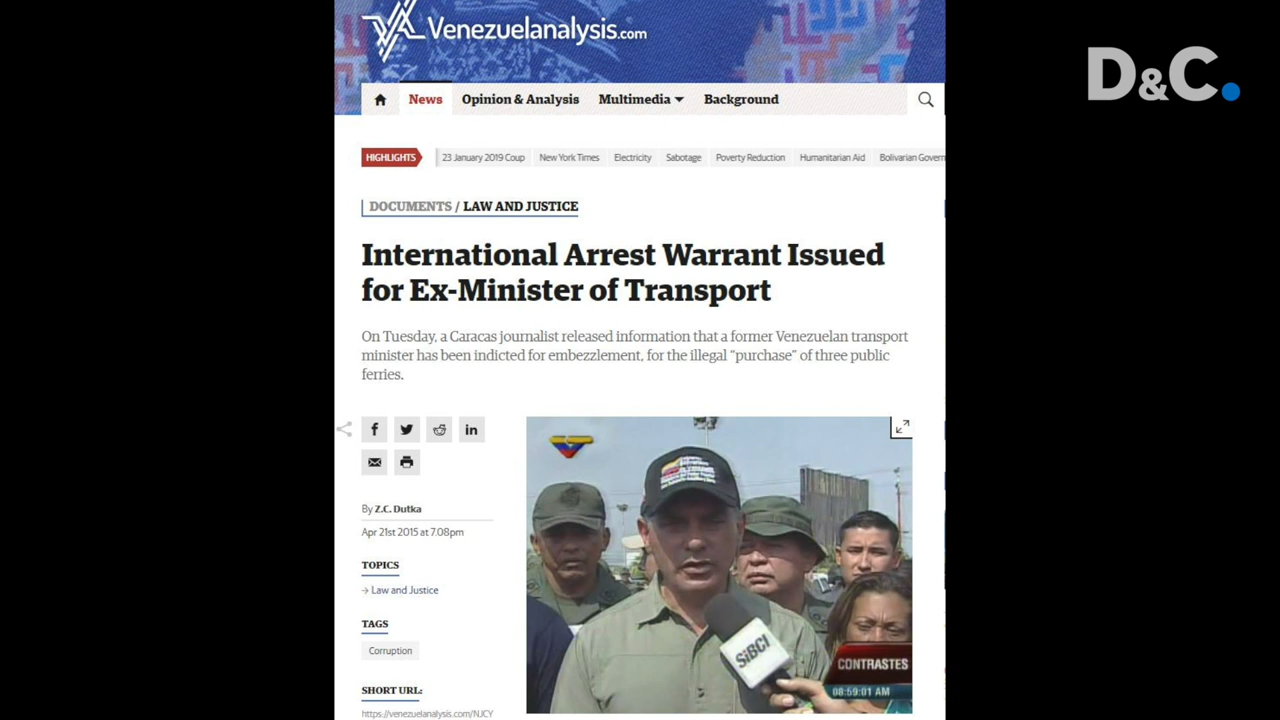 Venezuelanalysis.com
D&C.
News Opinion & Analysis Multimedia Background
HIGHLIGHTS 23 January 2019 Coup New York Times Electricity Sabotage Poverty Reduction Humanitarian Aid Bolivarian Govern
DOCUMENTS / LAW AND JUSTICE
International Arrest Warrant Issued
for Ex-Minister of Transport
On Tuesday, a Caracas journalist released information that a former Venezuelan transport
minister has been indicted for embezzlement, for the illegal “purchase” of three public
ferries.
By Z.C. Dutka
Apr 21st 2015 at 7.08pm
TOPICS
Law and Justice
TAGS
Corruption
SHORT URL:
https://venezuelanalysis.com/NJCY
SiBCI
CONTRASTES
08:59:01 AM